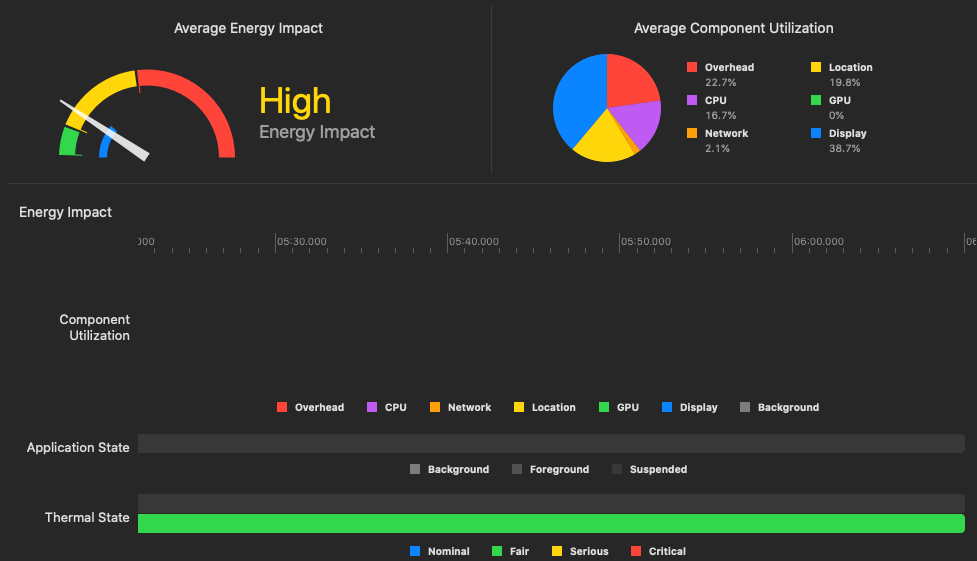 Average Energy Impact
High
Energy Impact
Average Component Utilization
Overhead
22.7%
Location
19.8%
CPU
16.7%
GPU
0%
Network
2.1%
Display
38.7%
Energy Impact
000 05:30.000 05:40.000 05:50.000 06:00.000
Component
Utilization
Overhead CPU Network Location GPU Display Background
Application State
Background Foreground Suspended
Thermal State
Nominal Fair Serious Critical